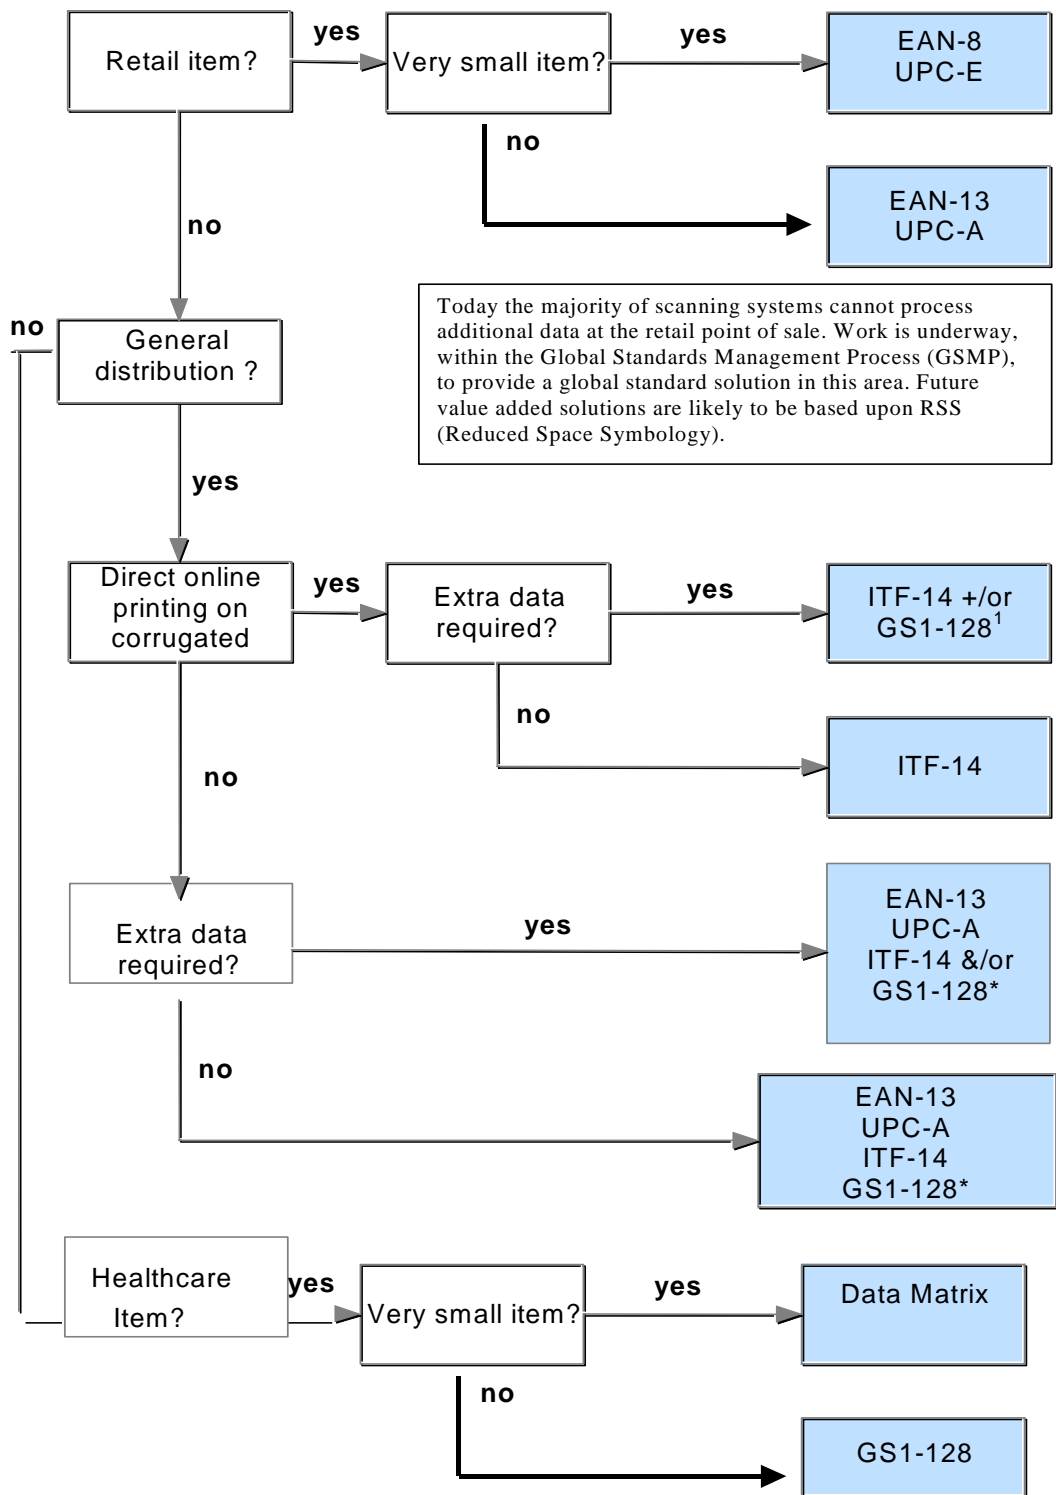 Retail item?
yes
Very small item?
yes
EAN-8
UPC-E
no
EAN-13
UPC-A
no
Today the majority of scanning systems cannot process
additional data at the retail point of sale. Work is underway,
within the Global Standards Management Process (GSMP),
to provide a global standard solution in this area. Future
value added solutions are likely to be based upon RSS
(Reduced Space Symbology).
no
General
distribution ?
yes
Direct online
printing on
corrugated
yes
Extra data
required?
yes
ITF-14 +/or
GS1-128¹
no
ITF-14
no
Extra data
required?
yes
EAN-13
UPC-A
ITF-14 &/or
GS1-128*
no
EAN-13
UPC-A
ITF-14
GS1-128*
Healthcare
Item?
yes
Very small item?
yes
Data Matrix
no
GS1-128